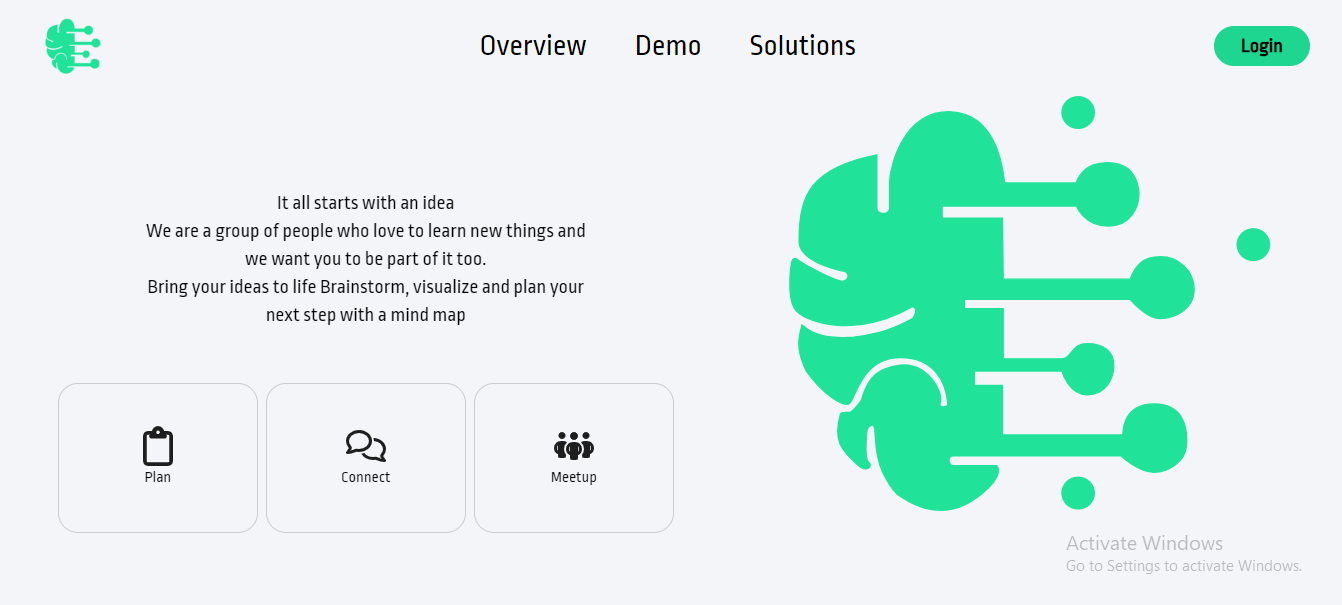 Overview Demo Solutions Login
It all starts with an idea
We are a group of people who love to learn new things and
we want you to be part of it too.
Bring your ideas to life Brainstorm, visualize and plan your
next step with a mind map
Plan Connect Meetup
Activate Windows
Go to Settings to activate Windows.